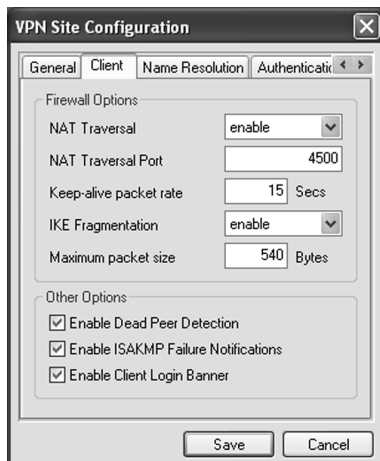 VPN Site Configuration
General Client Name Resolution
Firewall Options
NAT Traversal enable
NAT Traversal Port 4500
Keep-alive packet rate 15 Secs
IKE Fragmentation enable
Maximum packet size 540 Bytes
Other Options
Enable Dead Peer Detection
Enable ISAKMP Failure Notifications
Enable Client Login Banner
Save Cancel